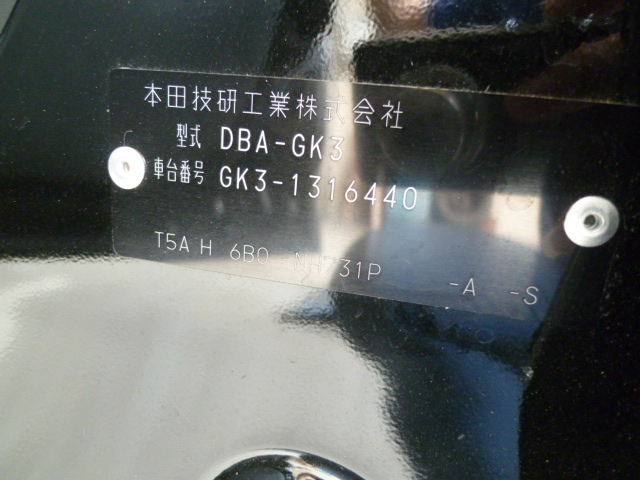 本田技研工業株式会社
型式 DBA-GK3
車台番号 GK3-1316440
T5A H 6B0 NH731P -A -S